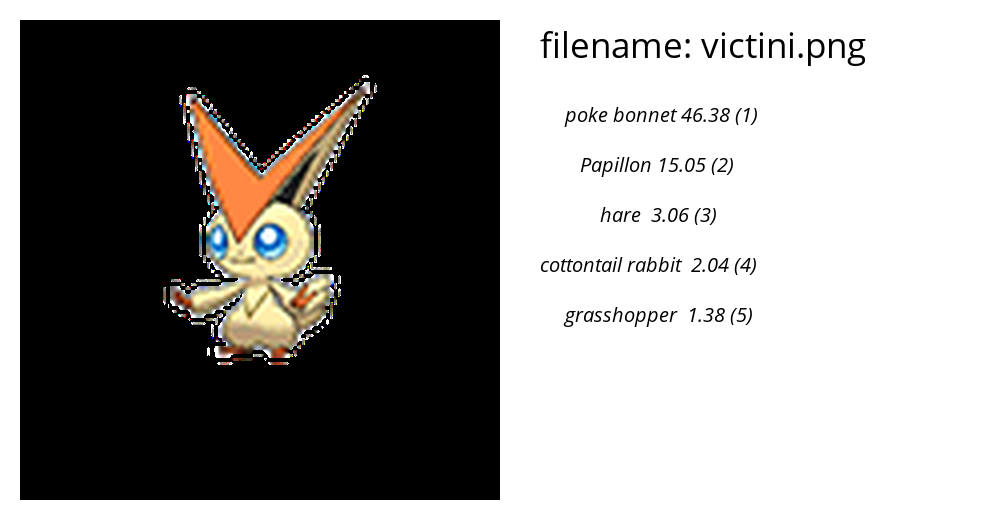 filename: victini.png
poke bonnet 46.38 (1)
Papillon 15.05 (2)
hare  3.06 (3)
cottontail rabbit  2.04 (4)
grasshopper  1.38 (5)